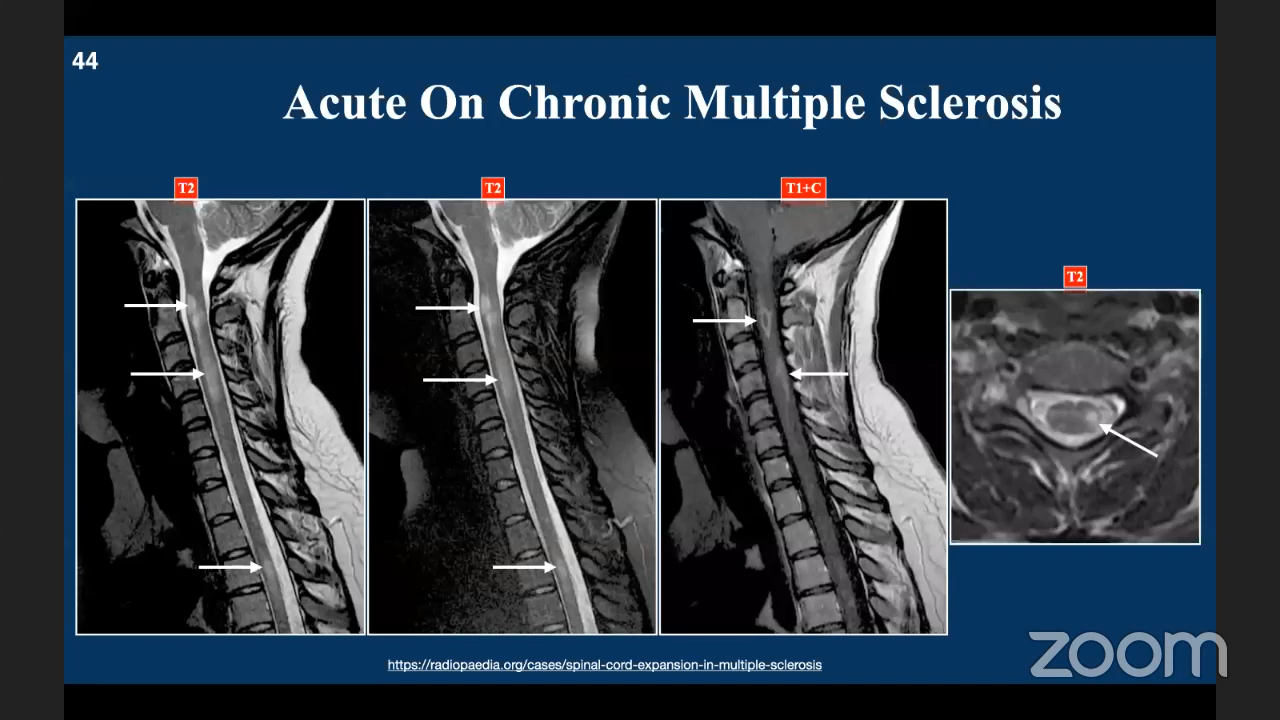 44
Acute On Chronic Multiple Sclerosis
T2
T2
T1+C
T2
https://radiopaedia.org/cases/spinal-cord-expansion-in-multiple-sclerosis
zoom